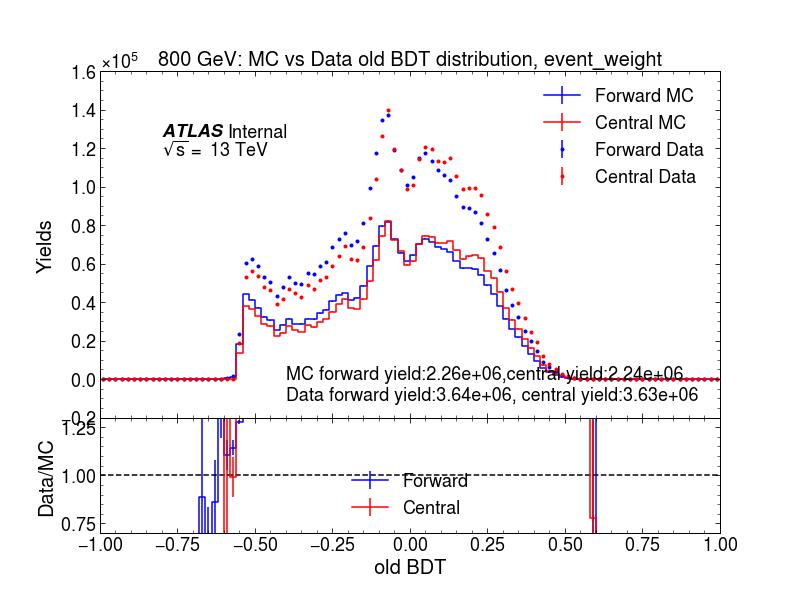 ×10⁵ 800 GeV: MC vs Data old BDT distribution, event_weight
1.6
1.4
1.2
1.0
0.8
0.6
0.4
0.2
0.0
0.2
Yields
ATLAS Internal
√s = 13 TeV
Forward MC
Central MC
Forward Data
Central Data
MC forward yield:2.26e+06,central yield:2.24e+06
Data forward yield:3.64e+06, central yield:3.63e+06
1.25
1.00
0.75
Data/MC
Forward
Central
−1.00 −0.75 −0.50 −0.25 0.00 0.25 0.50 0.75 1.00
old BDT